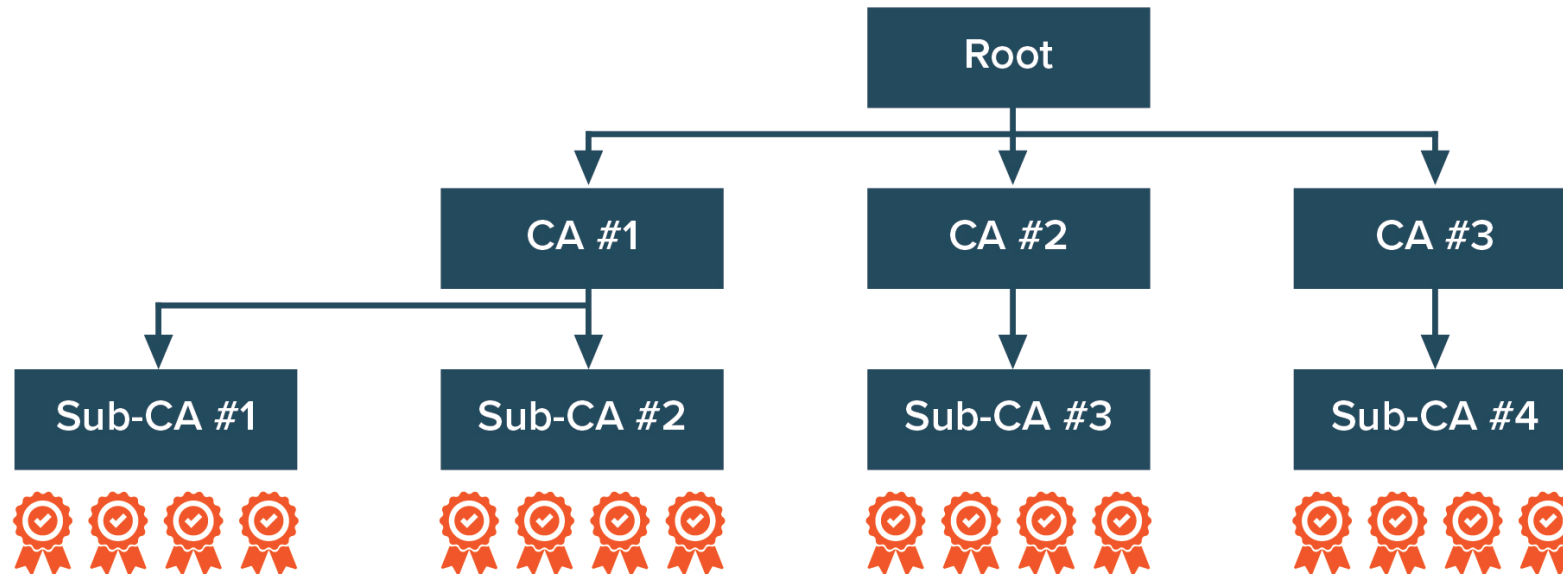 Root
CA #1
CA #2
CA #3
Sub-CA #1
Sub-CA #2
Sub-CA #3
Sub-CA #4